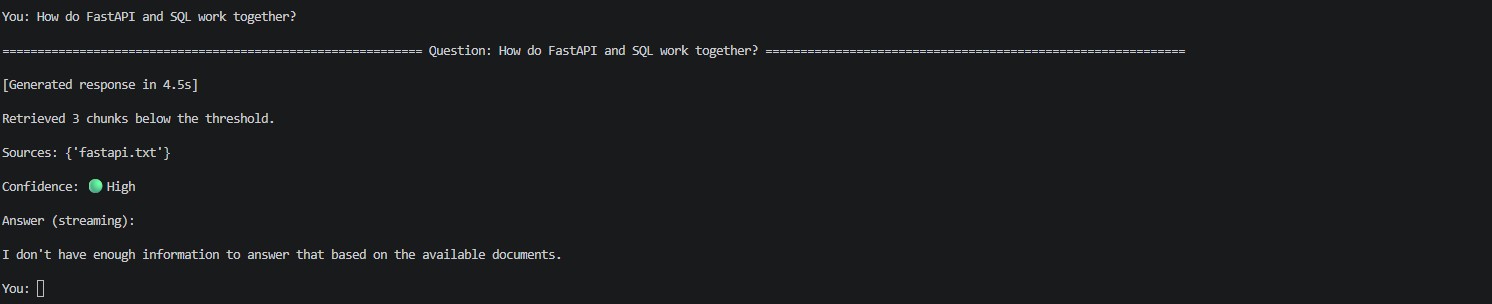 You: How do FastAPI and SQL work together?
============================================================ Question: How do FastAPI and SQL work together? ============================================================
[Generated response in 4.5s]
Retrieved 3 chunks below the threshold.
Sources: {'fastapi.txt'}
Confidence: 🟢 High
Answer (streaming):
I don't have enough information to answer that based on the available documents.
You: